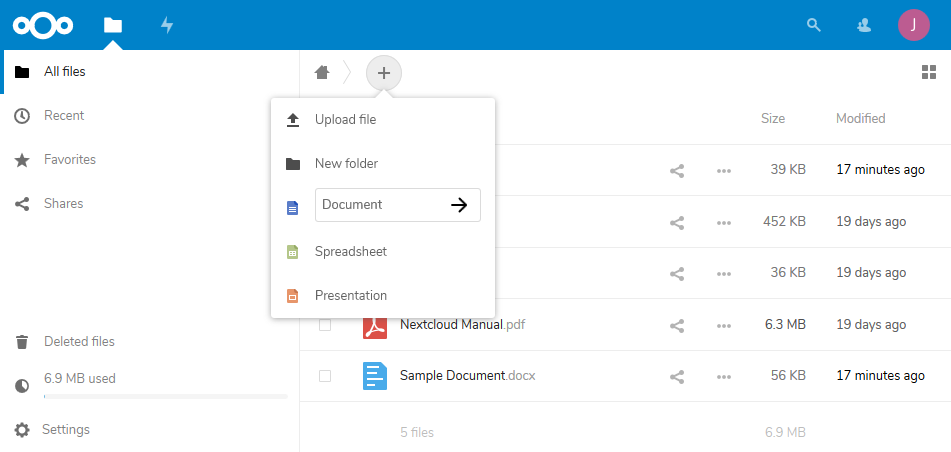 J
All files
Recent
Favorites
Shares
Deleted files
6.9 MB used
Settings
Upload file
New folder
Document
Spreadsheet
Presentation
Size Modified
39 KB 17 minutes ago
452 KB 19 days ago
36 KB 19 days ago
Nextcloud Manual.pdf 6.3 MB 19 days ago
Sample Document.docx 56 KB 17 minutes ago
5 files 6.9 MB